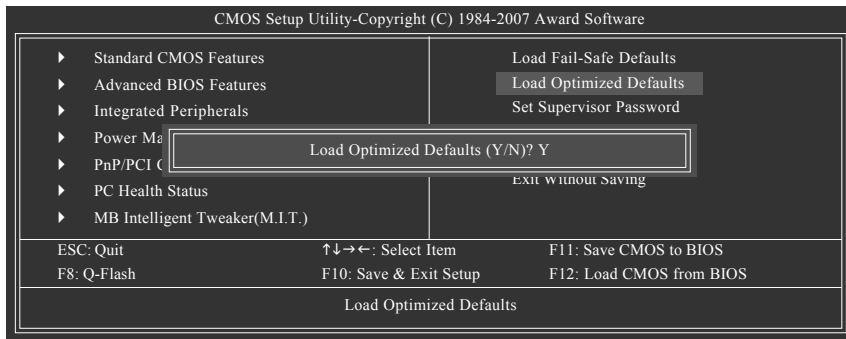 CMOS Setup Utility-Copyright (C) 1984-2007 Award Software
Standard CMOS Features
Advanced BIOS Features
Integrated Peripherals
Power Ma
PnP/PCI
PC Health Status
MB Intelligent Tweaker(M.I.T.)
Load Fail-Safe Defaults
Load Optimized Defaults
Set Supervisor Password
Exit Without Saving
Load Optimized Defaults (Y/N)? Y
ESC: Quit ↑↓→←: Select Item F11: Save CMOS to BIOS
F8: Q-Flash F10: Save & Exit Setup F12: Load CMOS from BIOS
Load Optimized Defaults